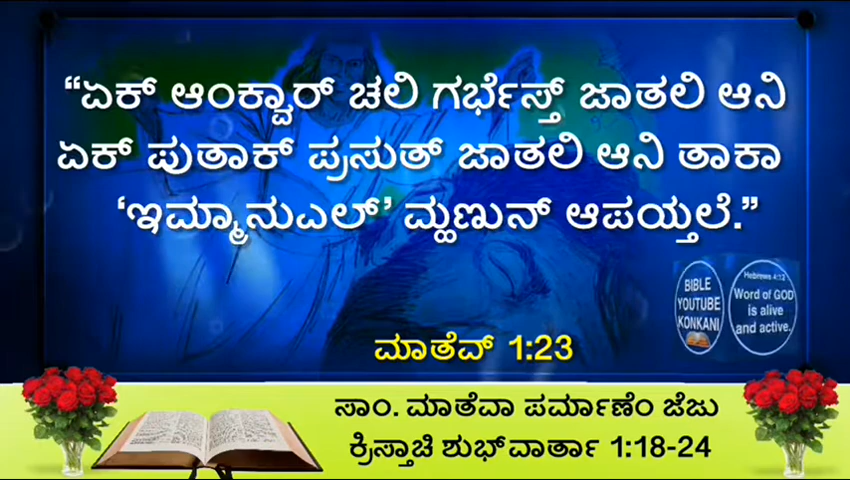 “ಏಕ್ ಆಂಕ್ವಾರ್ ಚಲಿ ಗರ್ಭೆಸ್ತ್ ಜಾತಲಿ ಆನಿ
ಏಕ್ ಪುತಾಕ್ ಪ್ರಸುತ್ ಜಾತಲಿ ಆನಿ ತಾಕಾ
‘ಇಮ್ಮಾನುಎಲ್’ ಮ್ಹಣುನ್ ಆಪಯ್ತಲೆ.”
BIBLE
YOUTUBE
KONKANI
Hebrews 4:12
Word of GOD
is alive
and active.
ಮಾತೆವ್ 1:23
ಸಾಂ. ಮಾತೆವಾ ಪರ್ಮಾಣೆಂ ಜೆಜು
ಕ್ರಿಸ್ತಾಚಿ ಶುಭ್‌ವಾರ್ತಾ 1:18-24